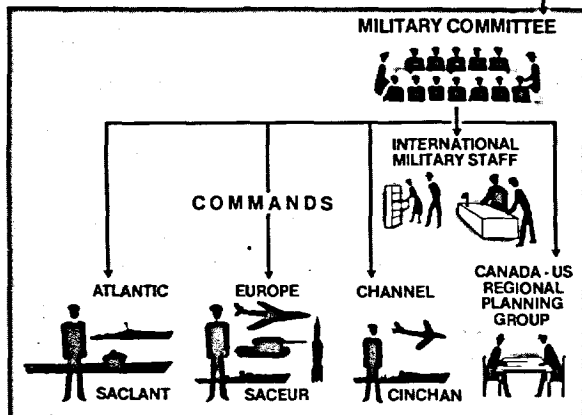 MILITARY COMMITTEE
INTERNATIONAL
MILITARY STAFF
COMMANDS
ATLANTIC
EUROPE
CHANNEL
CANADA - US
REGIONAL
PLANNING
GROUP
SACLANT
SACEUR
CINCHAN